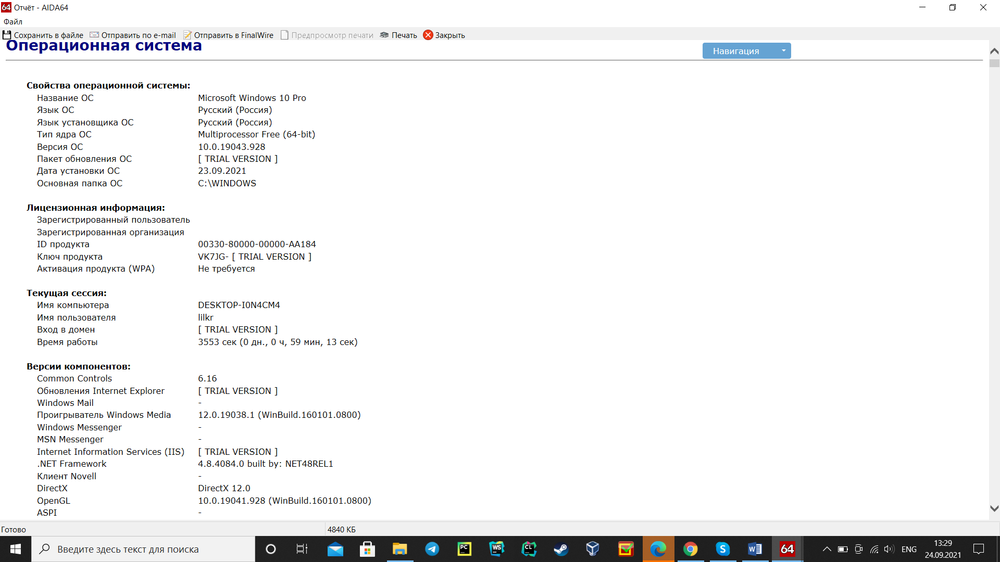 Отчёт - AIDA64
Файл
Сохранить в файле Отправить по e-mail Отправить в FinalWire Предпросмотр печати Печать Закрыть
Операционная система
Навигация
Свойства операционной системы:
Название ОС Microsoft Windows 10 Pro
Язык ОС Русский (Россия)
Язык установщика ОС Русский (Россия)
Тип ядра ОС Multiprocessor Free (64-bit)
Версия ОС 10.0.19043.928
Пакет обновления ОС [ TRIAL VERSION ]
Дата установки ОС 23.09.2021
Основная папка ОС C:\WINDOWS
Лицензионная информация:
Зарегистрированный пользователь
Зарегистрированная организация
ID продукта 00330-80000-00000-AA184
Ключ продукта VK7JG- [ TRIAL VERSION ]
Активация продукта (WPA) Не требуется
Текущая сессия:
Имя компьютера DESKTOP-I0N4CM4
Имя пользователя lilkr
Вход в домен [ TRIAL VERSION ]
Время работы 3553 сек (0 дн., 0 ч, 59 мин, 13 сек)
Версии компонентов:
Common Controls 6.16
Обновления Internet Explorer [ TRIAL VERSION ]
Windows Mail -
Проигрыватель Windows Media 12.0.19038.1 (WinBuild.160101.0800)
Windows Messenger -
MSN Messenger -
Internet Information Services (IIS) [ TRIAL VERSION ]
.NET Framework 4.8.4084.0 built by: NET48REL1
Клиент Novell -
DirectX DirectX 12.0
OpenGL 10.0.19041.928 (WinBuild.160101.0800)
ASPI -
Готово 4840 КБ
Введите здесь текст для поиска
PC WS CL S W 64
ENG
13:29
24.09.2021